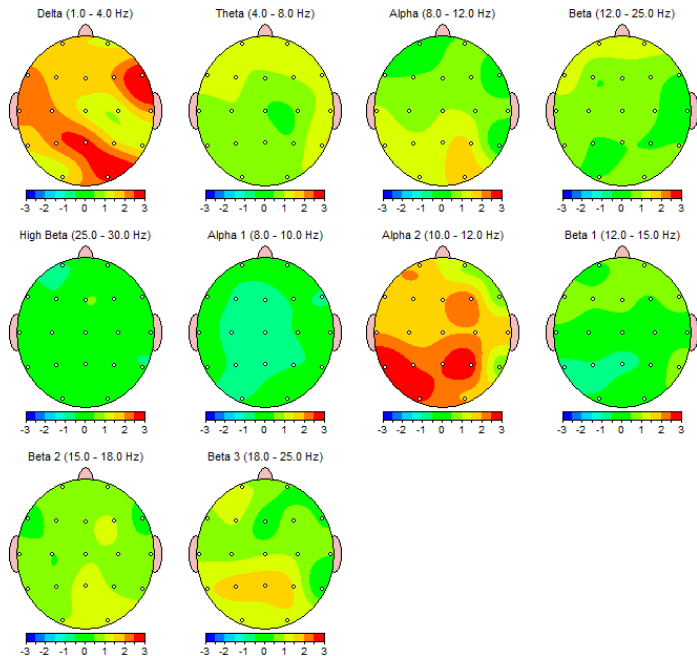 Delta (1.0 - 4.0 Hz) Theta (4.0 - 8.0 Hz) Alpha (8.0 - 12.0 Hz) Beta (12.0 - 25.0 Hz)
-3 -2 -1 0 1 2 3 -3 -2 -1 0 1 2 3 -3 -2 -1 0 1 2 3 -3 -2 -1 0 1 2 3
High Beta (25.0 - 30.0 Hz) Alpha 1 (8.0 - 10.0 Hz) Alpha 2 (10.0 - 12.0 Hz) Beta 1 (12.0 - 15.0 Hz)
-3 -2 -1 0 1 2 3 -3 -2 -1 0 1 2 3 -3 -2 -1 0 1 2 3 -3 -2 -1 0 1 2 3
Beta 2 (15.0 - 18.0 Hz) Beta 3 (18.0 - 25.0 Hz)
-3 -2 -1 0 1 2 3 -3 -2 -1 0 1 2 3